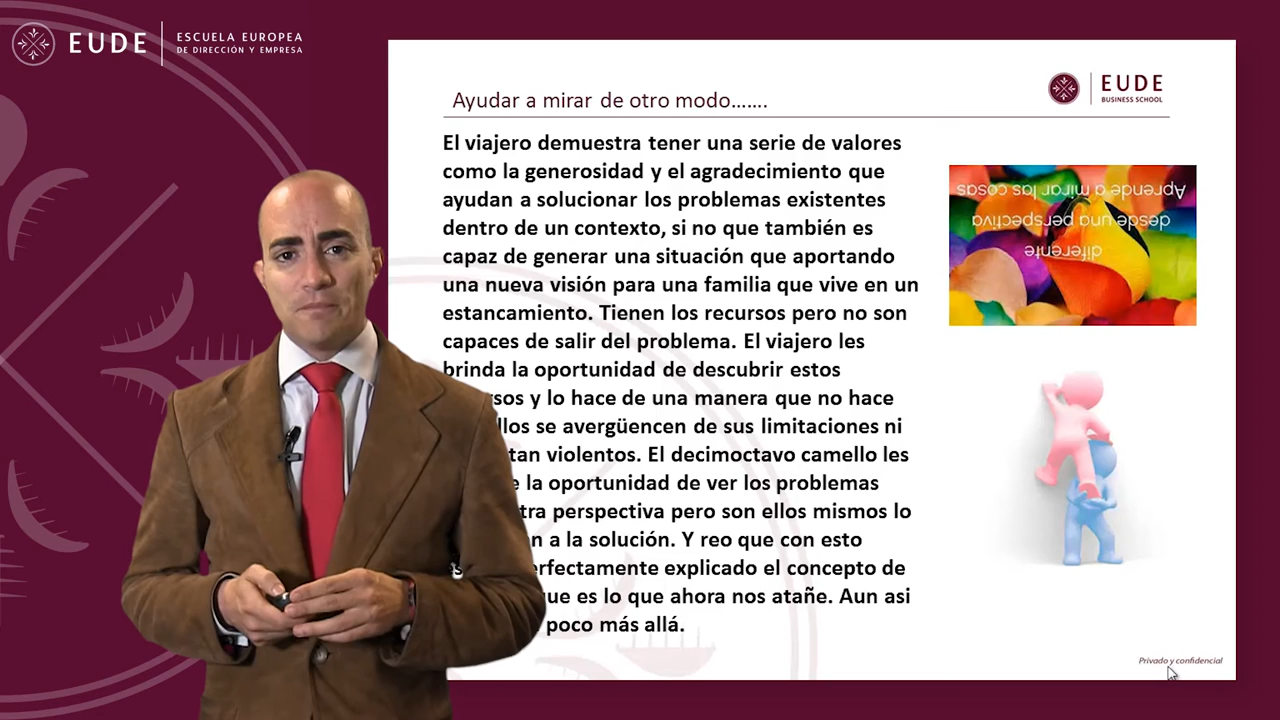 EUDE
ESCUELA EUROPEA
DE DIRECCIÓN Y EMPRESA
Ayudar a mirar de otro modo…….
EUDE
BUSINESS SCHOOL
El viajero demuestra tener una serie de valores
como la generosidad y el agradecimiento que
ayudan a solucionar los problemas existentes
dentro de un contexto, si no que también es
capaz de generar una situación que aportando
una nueva visión para una familia que vive en un
estancamiento. Tienen los recursos pero no son
capaces de salir del problema. El viajero les
brinda la oportunidad de descubrir estos
y lo hace de una manera que no hace
se avergüencen de sus limitaciones ni
violentos. El decimoctavo camello les
la oportunidad de ver los problemas
perspectiva pero son ellos mismos lo
a la solución. Y reo que con esto
explicado el concepto de
es lo que ahora nos atañe. Aun asi
poco más allá.
Aprende a mirar las cosas
desde una perspectiva
diferente
Privado y confidencial